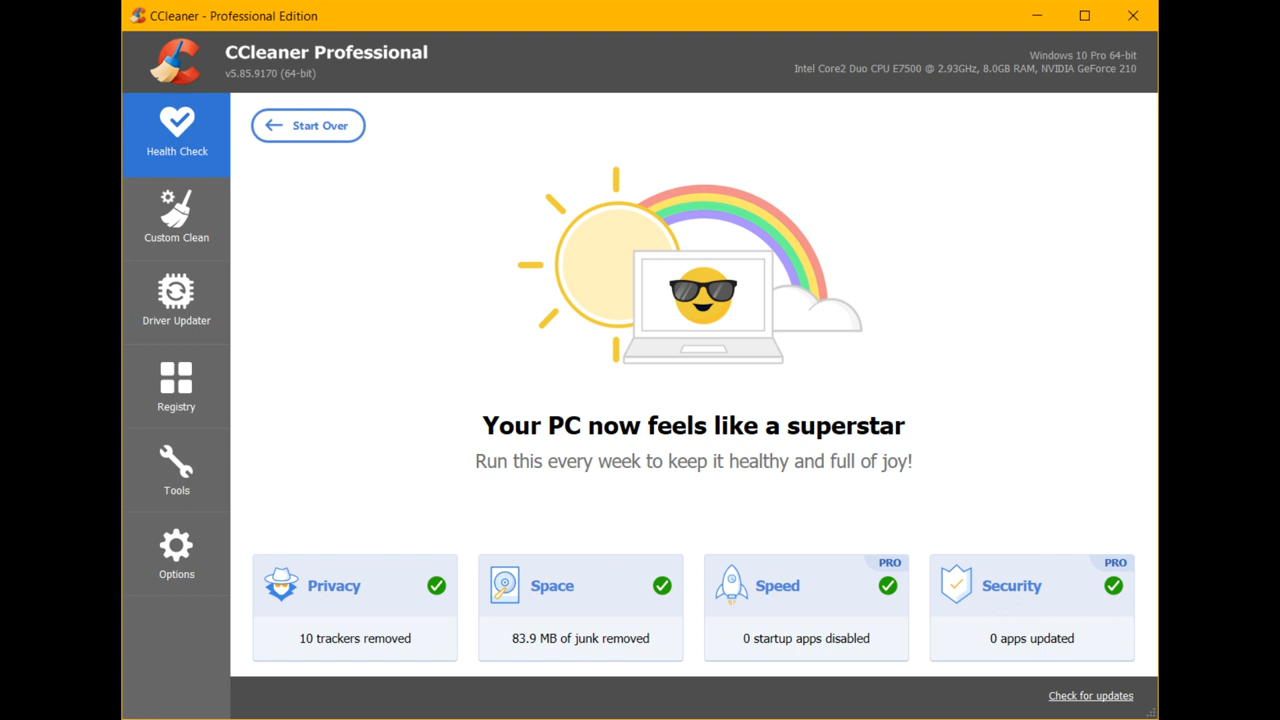 CCleaner - Professional Edition
CCleaner Professional
v5.85.9170 (64-bit)
Windows 10 Pro 64-bit
Intel Core2 Duo CPU E7500 @ 2.93GHz, 8.0GB RAM, NVIDIA GeForce 210
Health Check
Custom Clean
Driver Updater
Registry
Tools
Options
Start Over
Your PC now feels like a superstar
Run this every week to keep it healthy and full of joy!
Privacy
10 trackers removed
Space
83.9 MB of junk removed
PRO
Speed
0 startup apps disabled
PRO
Security
0 apps updated
Check for updates